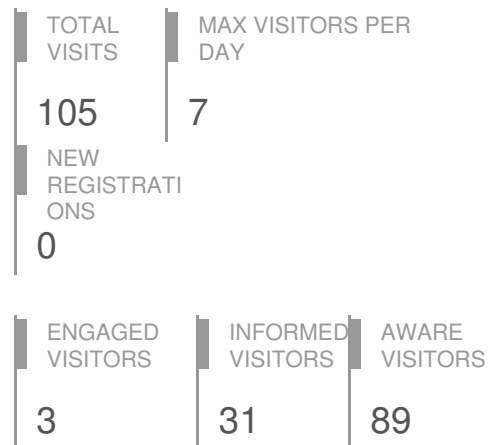 TOTAL
VISITS
105
MAX VISITORS PER
DAY
7
NEW
REGISTRATI
ONS
0
ENGAGED
VISITORS
3
INFORMED
VISITORS
31
AWARE
VISITORS
89